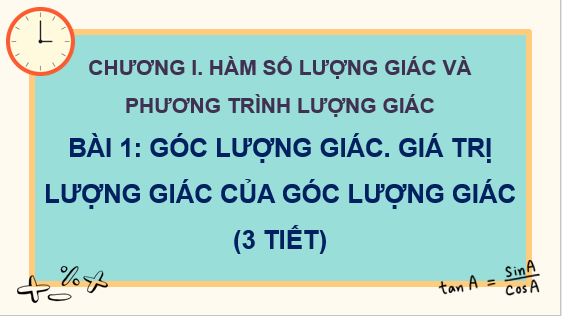 CHƯƠNG I. HÀM SỐ LƯỢNG GIÁC VÀ
PHƯƠNG TRÌNH LƯỢNG GIÁC
BÀI 1: GÓC LƯỢNG GIÁC. GIÁ TRỊ
LƯỢNG GIÁC CỦA GÓC LƯỢNG GIÁC
(3 TIẾT)
+ - % ×
tan A = sinA / cosA